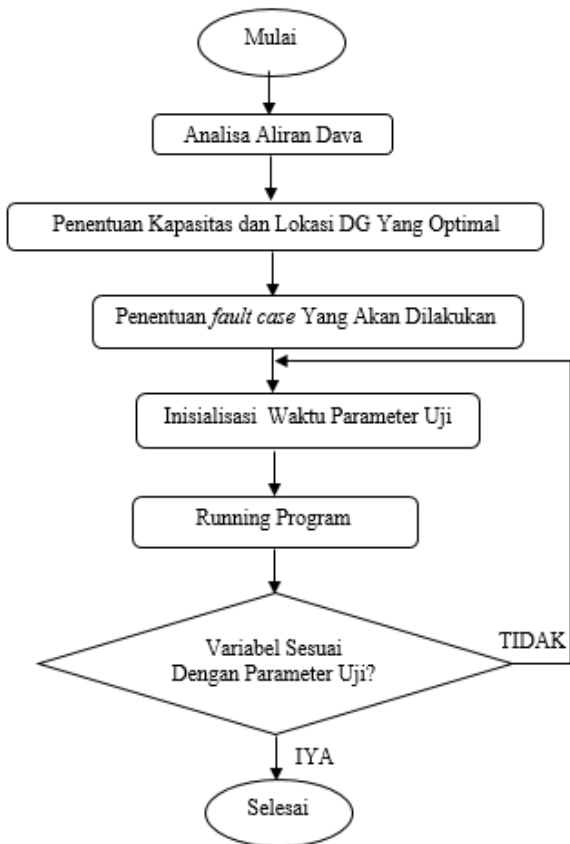 Mulai
Analisa Aliran Dava
Penentuan Kapasitas dan Lokasi DG Yang Optimal
Penentuan fault case Yang Akan Dilakukan
Inisialisasi Waktu Parameter Uji
Running Program
Variabel Sesuai
Dengan Parameter Uji?
TIDAK
IYA
Selesai